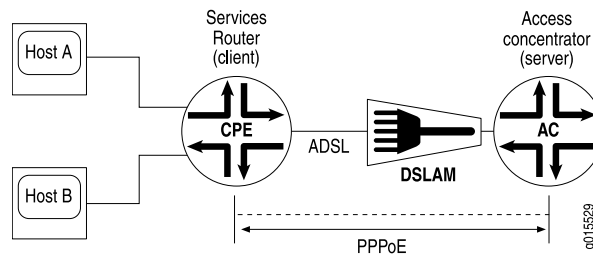 Services
Router
(client)
Access
concentrator
(server)
Host A
CPE
ADSL
DSLAM
AC
Host B
PPPoE
g015529